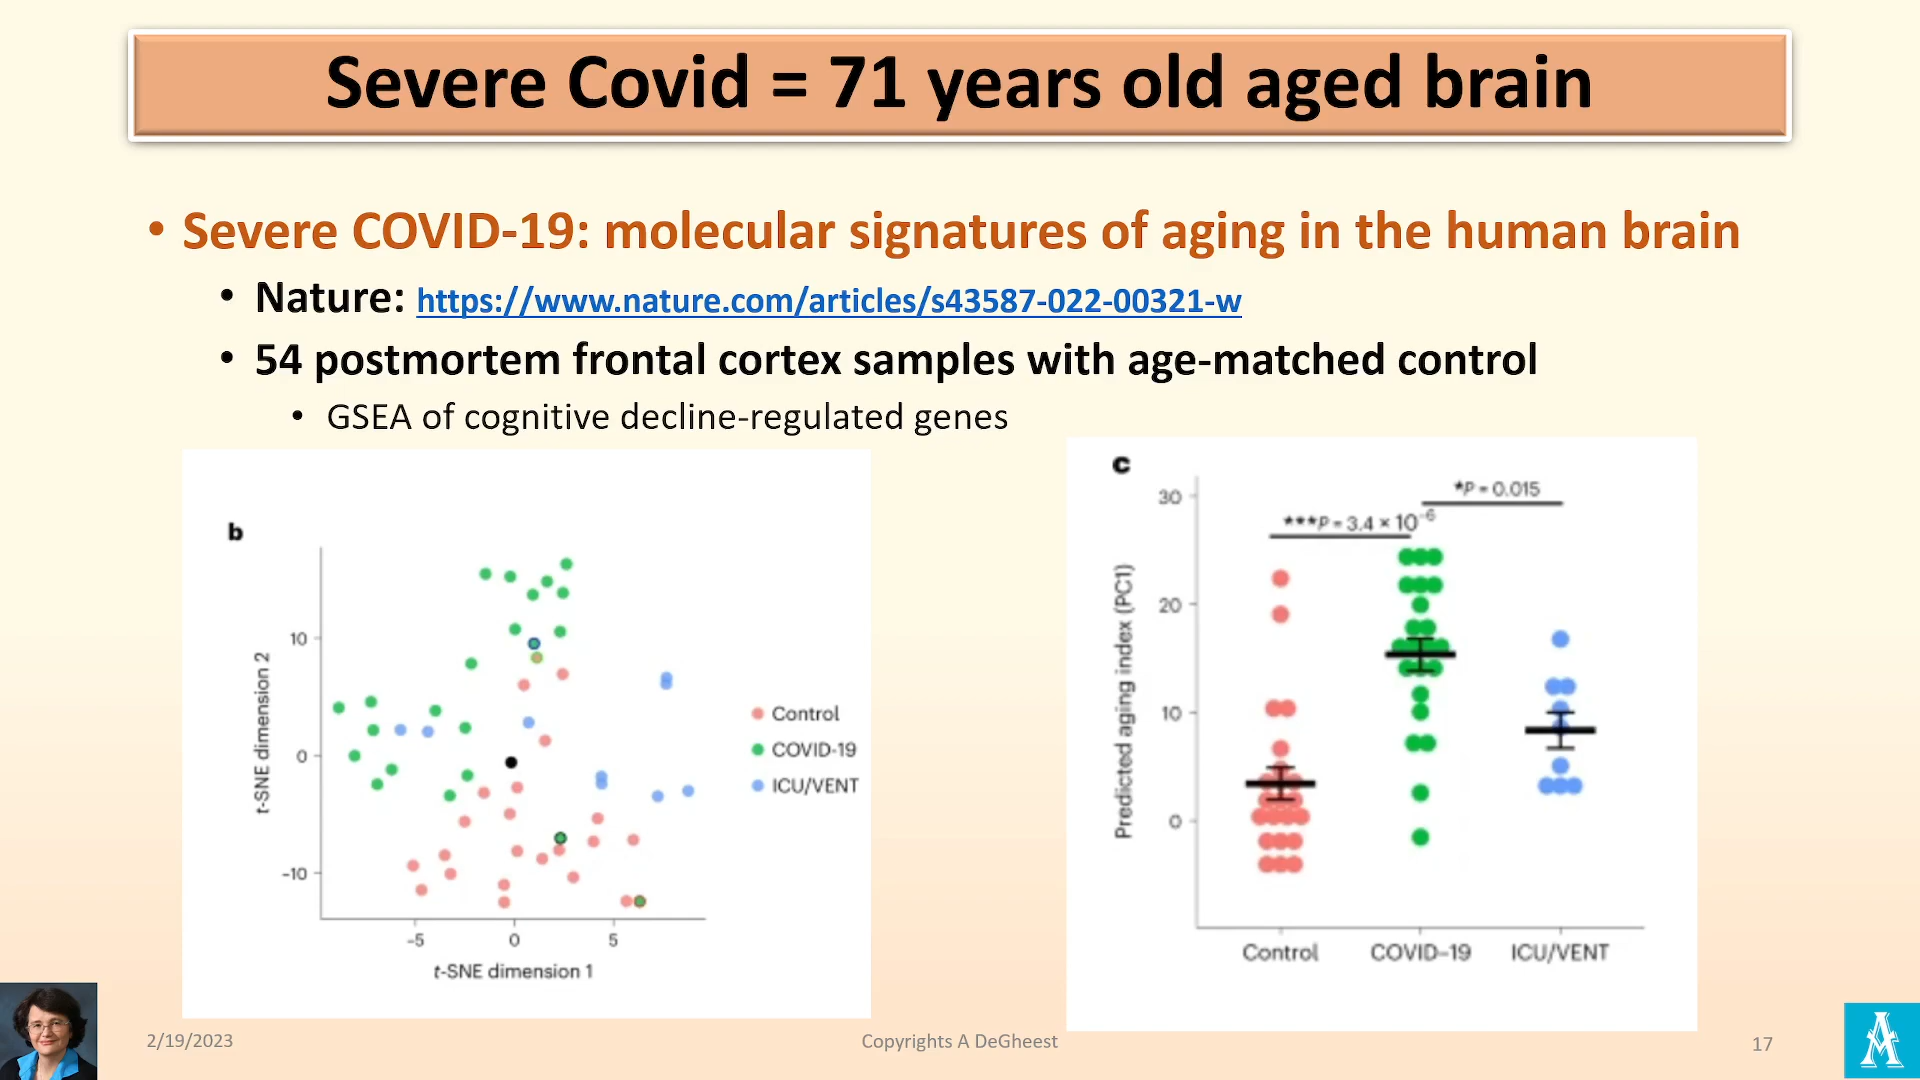 Severe Covid = 71 years old aged brain
• Severe COVID-19: molecular signatures of aging in the human brain
• Nature: https://www.nature.com/articles/s43587-022-00321-w
• 54 postmortem frontal cortex samples with age-matched control
• GSEA of cognitive decline-regulated genes
b
t-SNE dimension 2
10
0
-10
-5 0 5
t-SNE dimension 1
Control
COVID-19
ICU/VENT
c
*P = 0.015
***P = 3.4 × 10⁻⁶
Predicted aging index (PC1)
30
20
10
0
Control COVID-19 ICU/VENT
2/19/2023 Copyrights A DeGheest 17
A